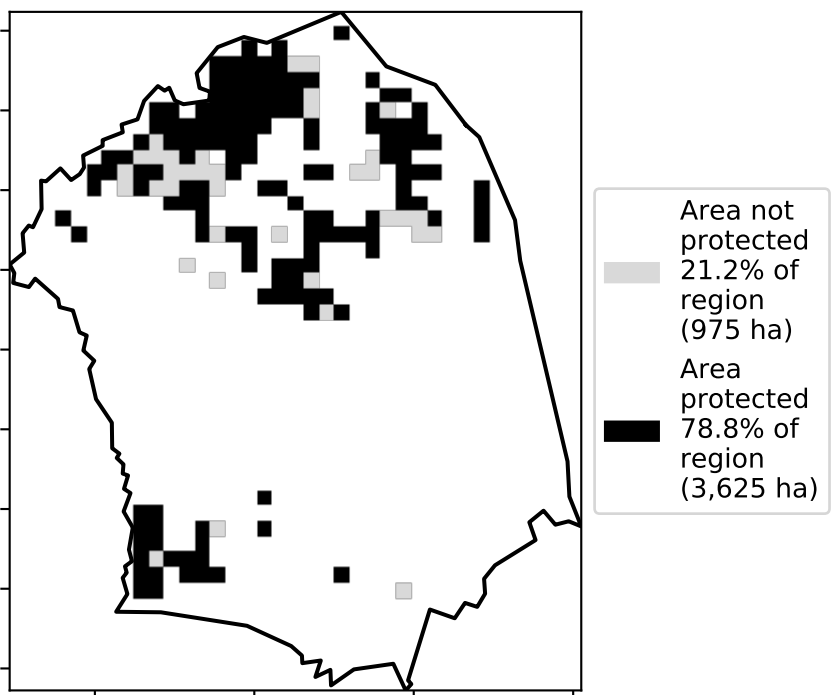 Area not
protected
21.2% of
region
(975 ha)
Area
protected
78.8% of
region
(3,625 ha)